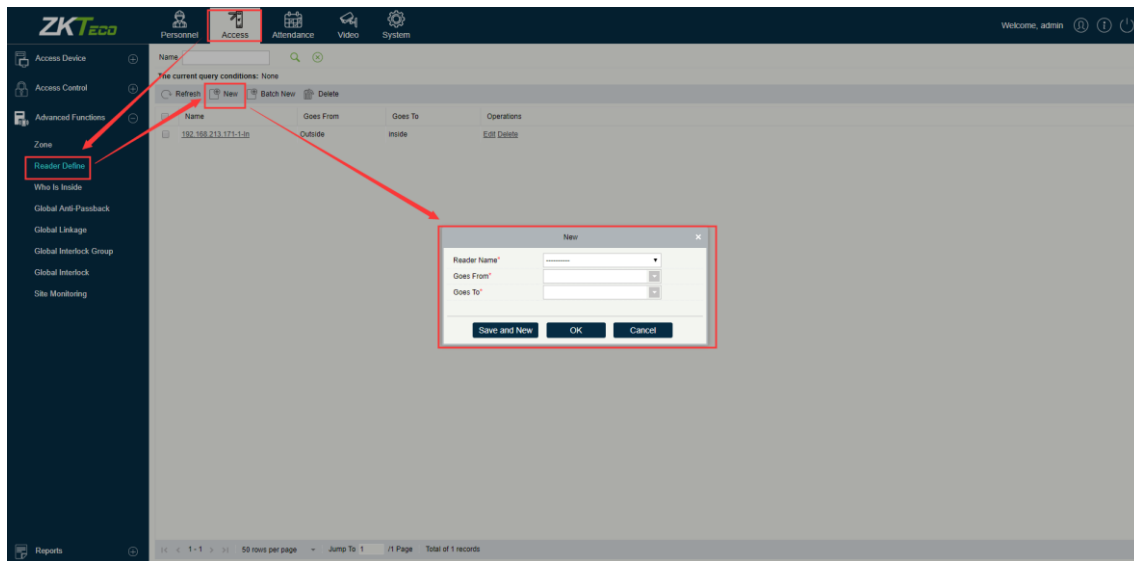 ZKTECO
Personnel Access Attendance Video System
Welcome, admin
Access Device
Access Control
Advanced Functions
Zone
Reader Define
Who Is Inside
Global Anti-Passback
Global Linkage
Global Interlock Group
Global Interlock
Site Monitoring
Reports
Name
The current query conditions: None
Refresh New Batch New Delete
Name Goes From Goes To Operations
192.168.213.171-1-In Outside inside Edit Delete
New
Reader Name* ----------
Goes From*
Goes To*
Save and New OK Cancel
1-1 50 rows per page Jump To 1 /1 Page Total of 1 records